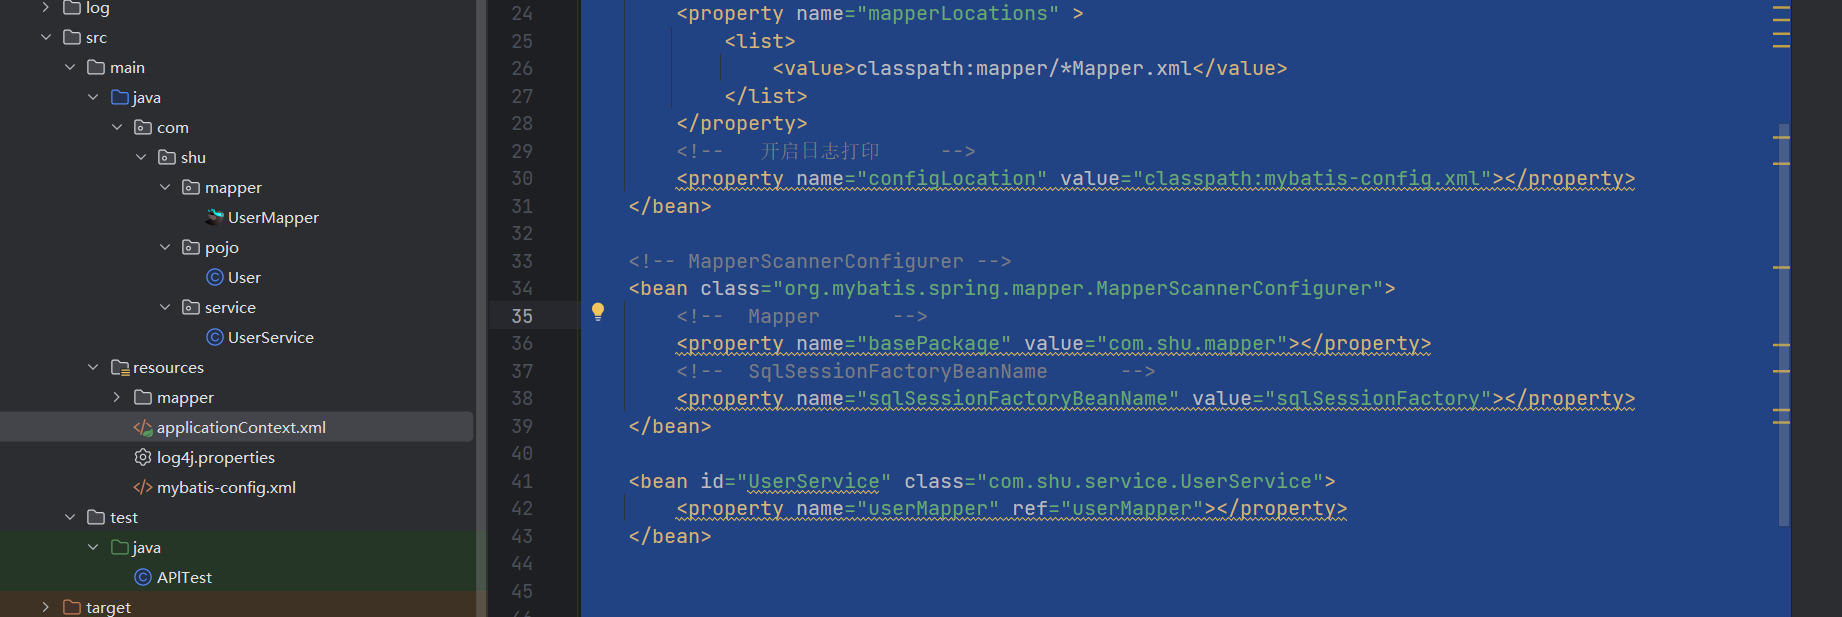 log
src
main
java
com
shu
mapper
UserMapper
pojo
User
service
UserService
resources
mapper
applicationContext.xml
log4j.properties
mybatis-config.xml
test
java
APITest
target
24 <property name="mapperLocations" >
25 <list>
26 <value>classpath:mapper/*Mapper.xml</value>
27 </list>
28 </property>
29 <!-- 开启日志打印 -->
30 <property name="configLocation" value="classpath:mybatis-config.xml"></property>
31 </bean>
32
33 <!-- MapperScannerConfigurer -->
34 <bean class="org.mybatis.spring.mapper.MapperScannerConfigurer">
35 <!-- Mapper -->
36 <property name="basePackage" value="com.shu.mapper"></property>
37 <!-- SqlSessionFactoryBeanName -->
38 <property name="sqlSessionFactoryBeanName" value="sqlSessionFactory"></property>
39 </bean>
40
41 <bean id="UserService" class="com.shu.service.UserService">
42 <property name="userMapper" ref="userMapper"></property>
43 </bean>
44
45